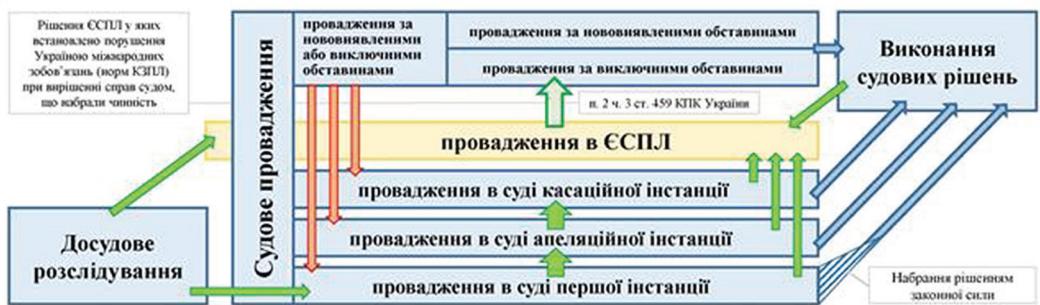 Рішення ЄСПЛ у яких
встановлено порушення
Україною міжнародних
зобов’язань (норм КЗПЛ)
при вирішенні справ судом,
що набрали чинність
Судове провадження
провадження за
нововиявленими
або виключними
обставинами
провадження за нововиявленими обставинами
провадження за виключними обставинами
Виконання
судових рішень
п. 2 ч. 3 ст. 459 КПК України
провадження в ЄСПЛ
провадження в суді касаційної інстанції
Досудове
розслідування
провадження в суді апеляційної інстанції
провадження в суді першої інстанції
Набрання рішенням
законної сили